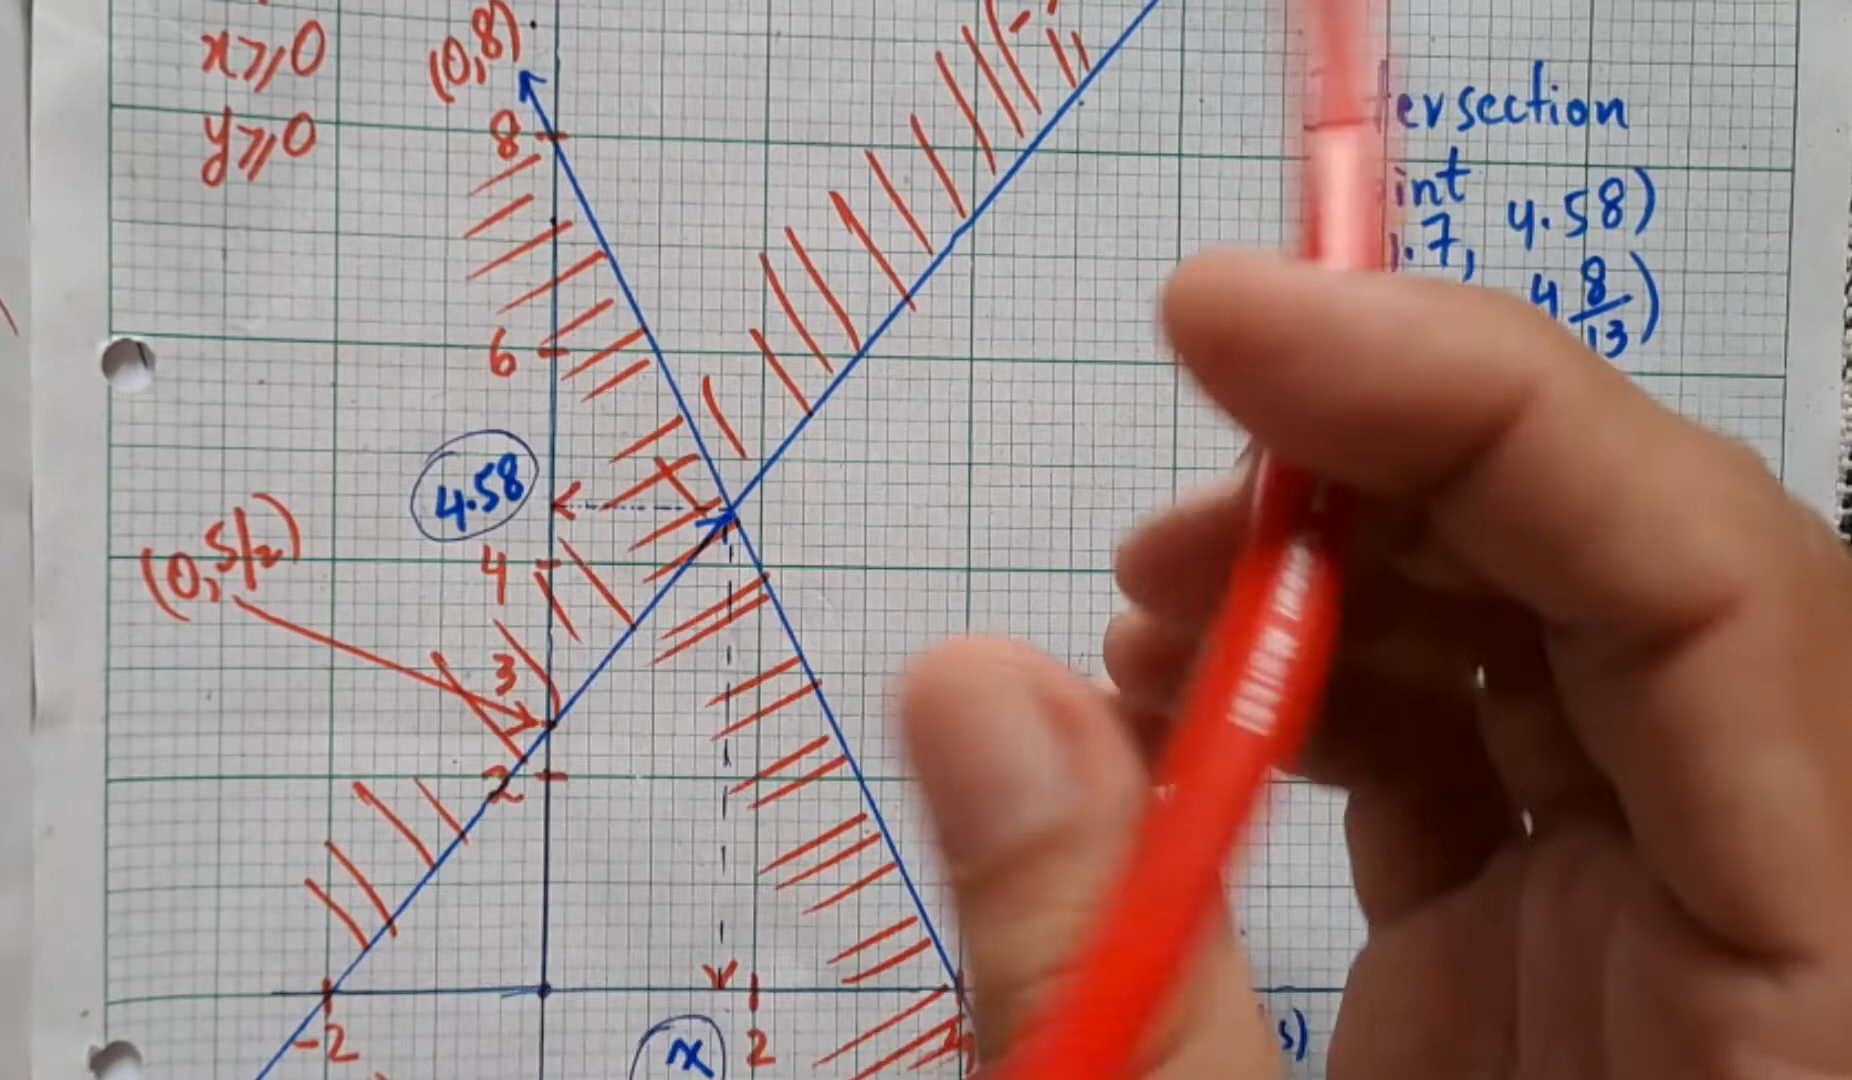 x⩾0
y⩾0
(0,8)
8
6
4.58
(0,5/2)
4
3
2
-2
x
2
ersection
int
.7, 4.58)
4 8/13)
s)